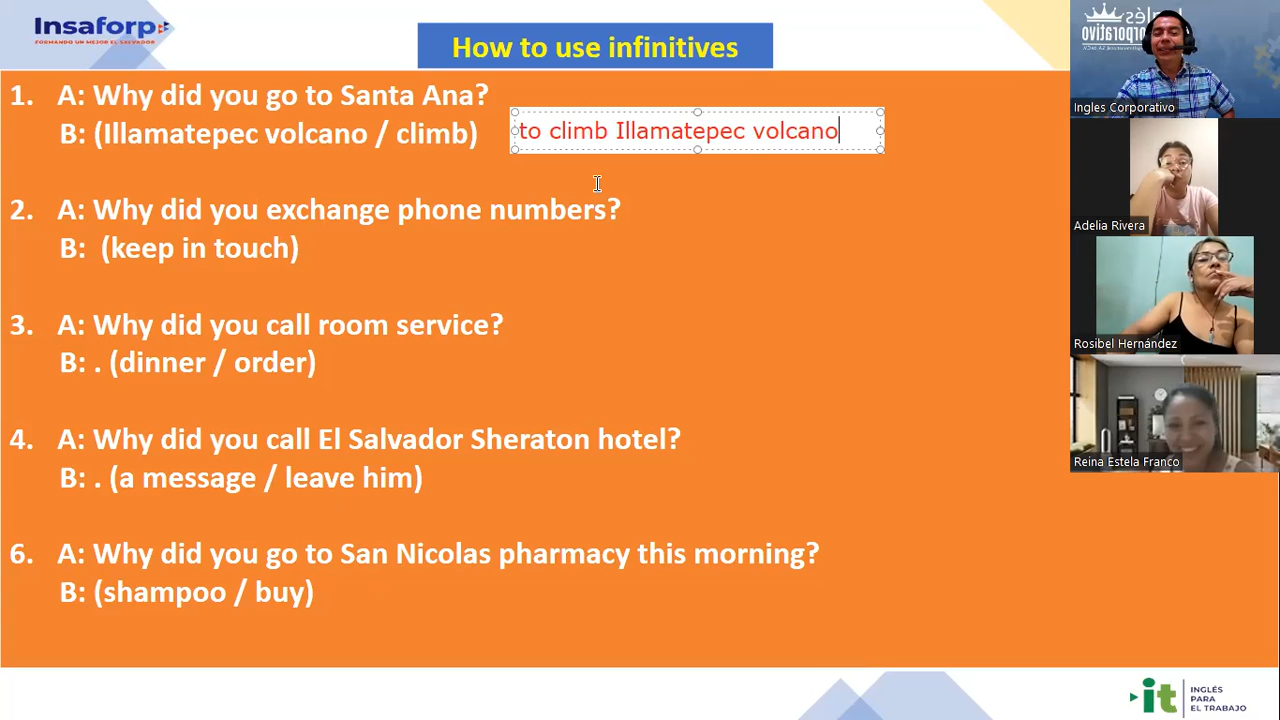 Insaforp
FORMANDO UN MEJOR EL SALVADOR
How to use infinitives
1. A: Why did you go to Santa Ana?
B: (Illamatepec volcano / climb)
to climb Illamatepec volcano
2. A: Why did you exchange phone numbers?
B: (keep in touch)
3. A: Why did you call room service?
B: . (dinner / order)
4. A: Why did you call El Salvador Sheraton hotel?
B: . (a message / leave him)
6. A: Why did you go to San Nicolas pharmacy this morning?
B: (shampoo / buy)
Ingles Corporativo
Adelia Rivera
Rosibel Hernández
Reina Estela Franco
it
INGLÉS
PARA
EL TRABAJO